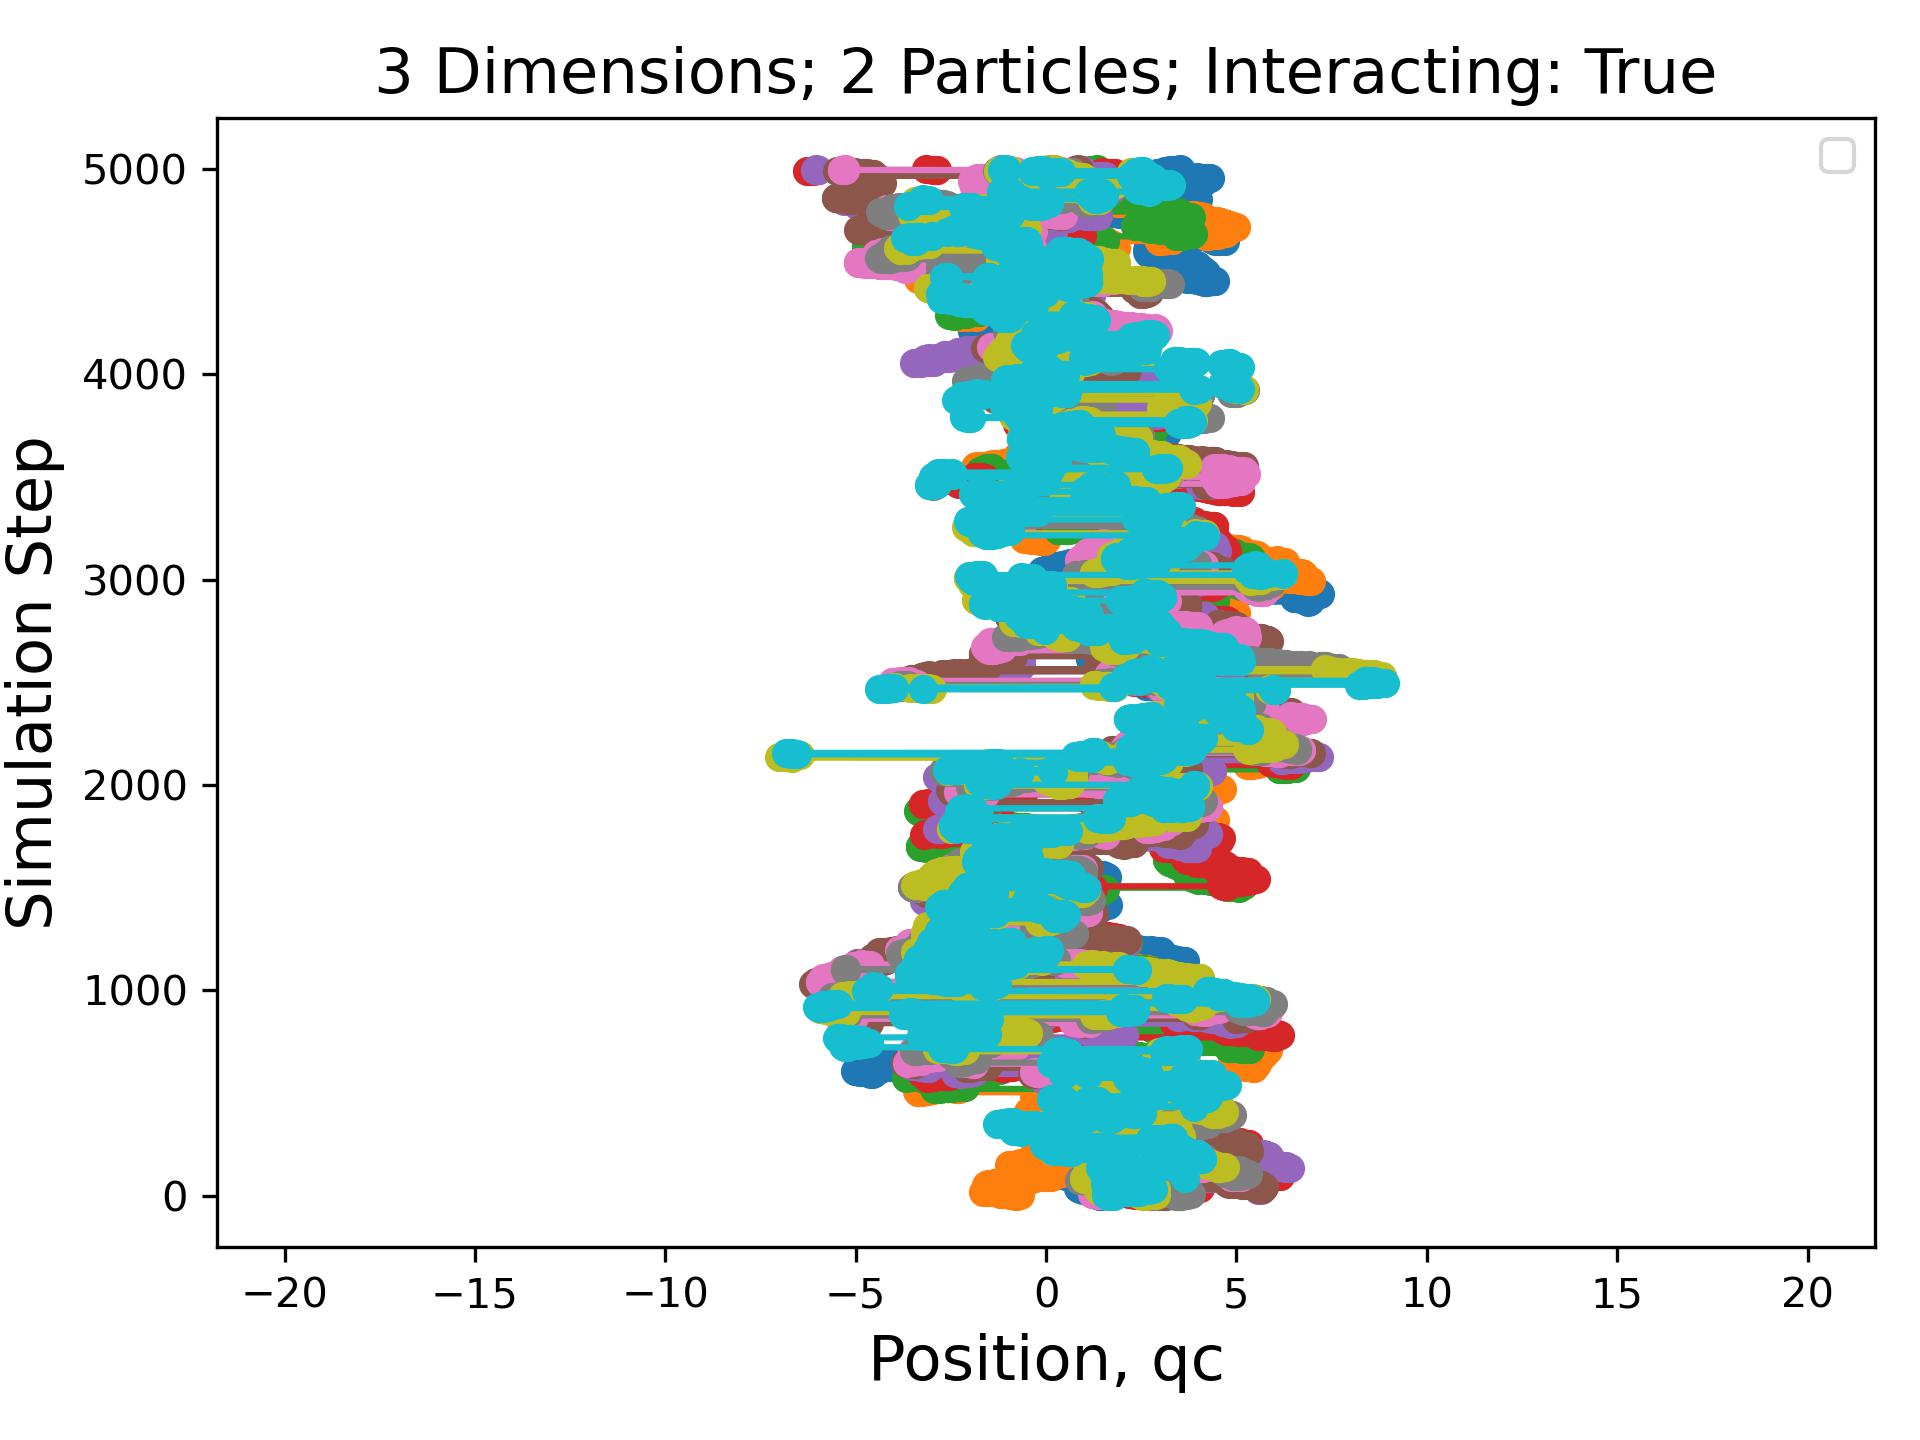 3 Dimensions; 2 Particles; Interacting: True
Simulation Step
5000
4000
3000
2000
1000
0
−20 −15 −10 −5 0 5 10 15 20
Position, qc